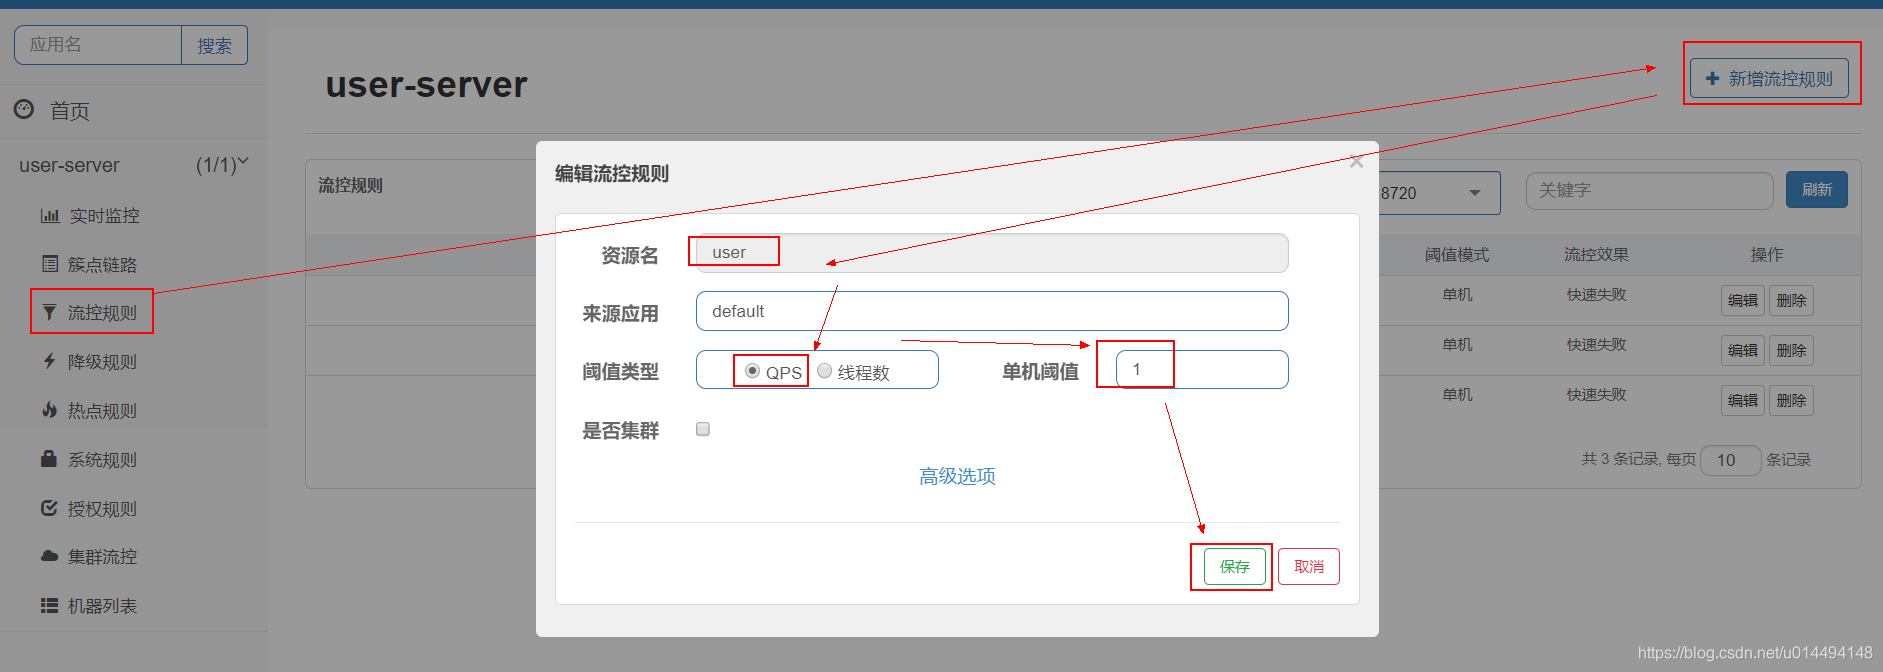 应用名 搜索
首页
user-server (1/1)
实时监控
簇点链路
流控规则
降级规则
热点规则
系统规则
授权规则
集群流控
机器列表
user-server
新增流控规则
流控规则
8720 关键字 刷新
阈值模式 流控效果 操作
单机 快速失败 编辑 删除
单机 快速失败 编辑 删除
单机 快速失败 编辑 删除
共 3 条记录, 每页 10 条记录
编辑流控规则 ×
资源名 user
来源应用 default
阈值类型 QPS 线程数 单机阈值 1
是否集群
高级选项
保存 取消
https://blog.csdn.net/u014494148